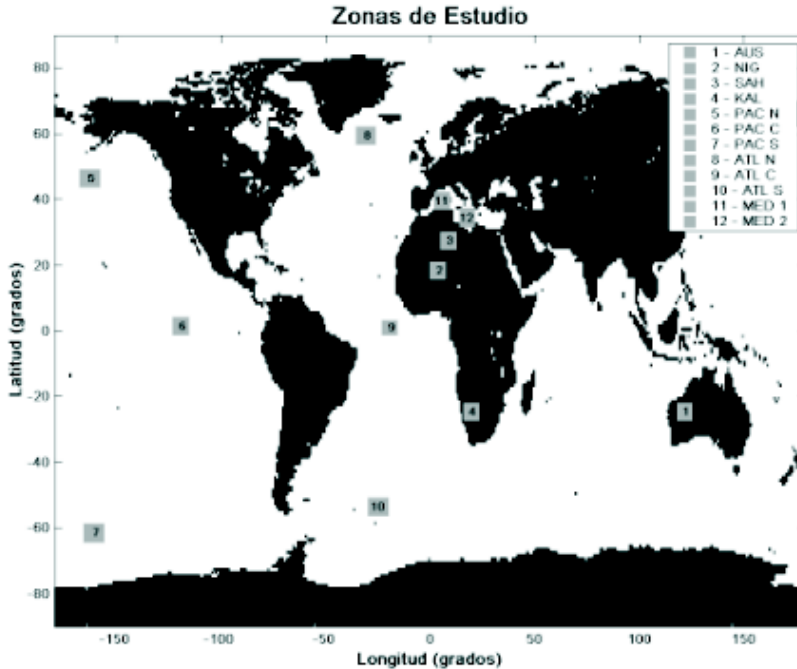 Zonas de Estudio
1 - AUS
2 - NIG
3 - SAH
4 - KAL
5 - PAC N
6 - PAC C
7 - PAC S
8 - ATL N
9 - ATL C
10 - ATL S
11 - MED 1
12 - MED 2
80
60
40
20
0
-20
-40
-60
-80
Latitud (grados)
8
5
11
12
3
2
6
9
4
1
10
7
-150
-100
-50
0
50
100
150
Longitud (grados)